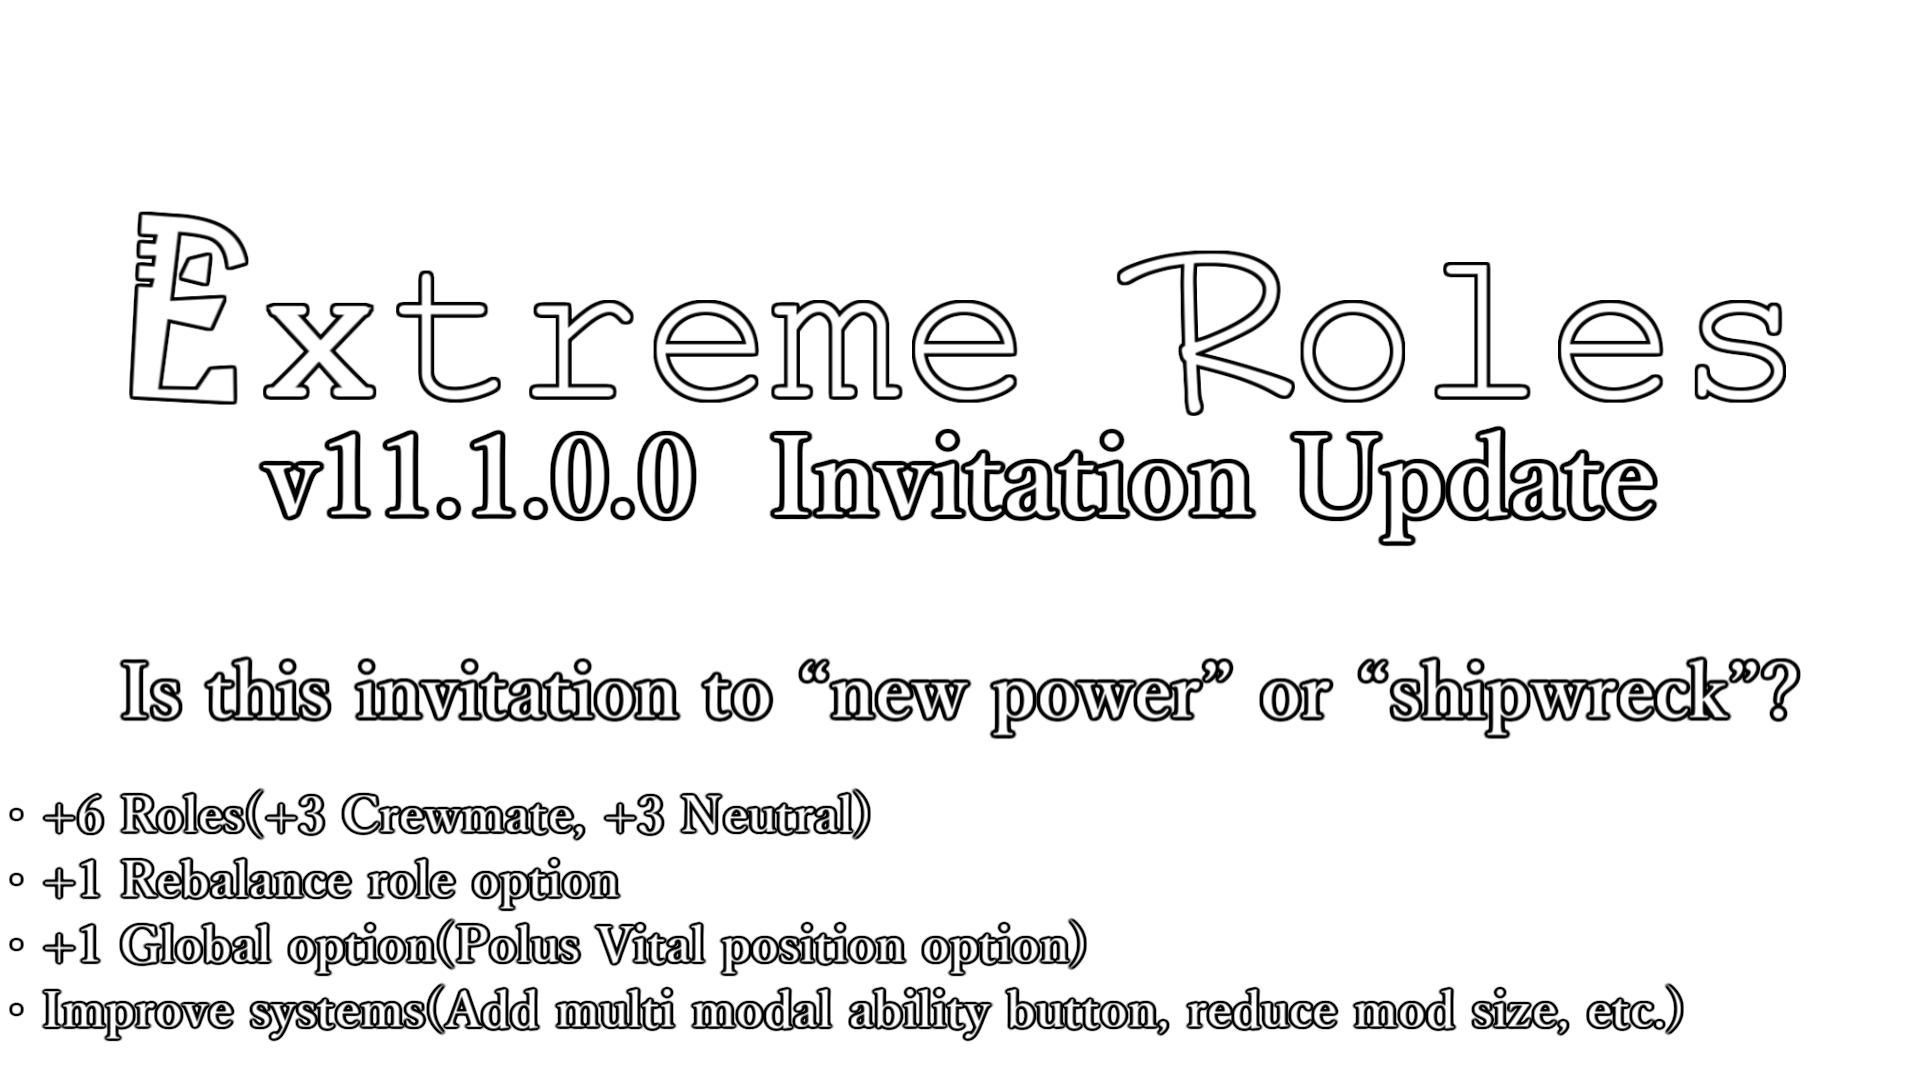 Extreme Roles
v11.1.0.0 Invitation Update
Is this invitation to “new power” or “shipwreck”?
・+6 Roles(+3 Crewmate, +3 Neutral)
・+1 Rebalance role option
・+1 Global option(Polus Vital position option)
・Improve systems(Add multi modal ability button, reduce mod size, etc.)